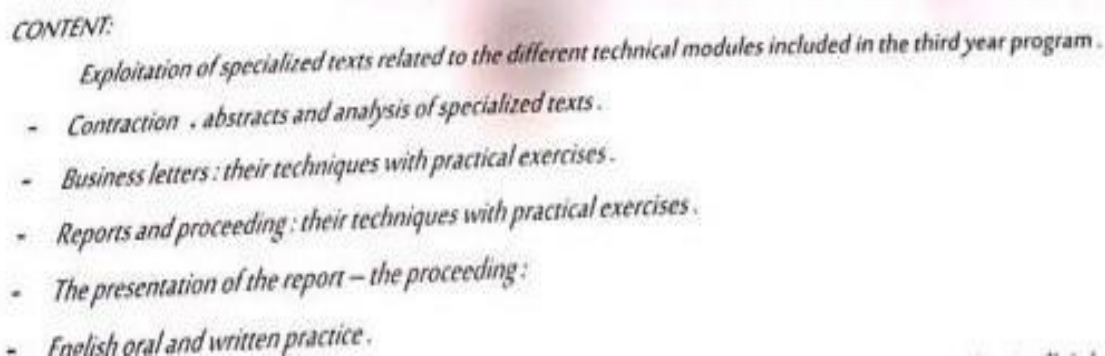 CONTENT:
Exploitation of specialized texts related to the different technical modules included in the third year program .
- Contraction , abstracts and analysis of specialized texts .
- Business letters : their techniques with practical exercises .
- Reports and proceeding : their techniques with practical exercises .
- The presentation of the report – the proceeding :
- English oral and written practice .